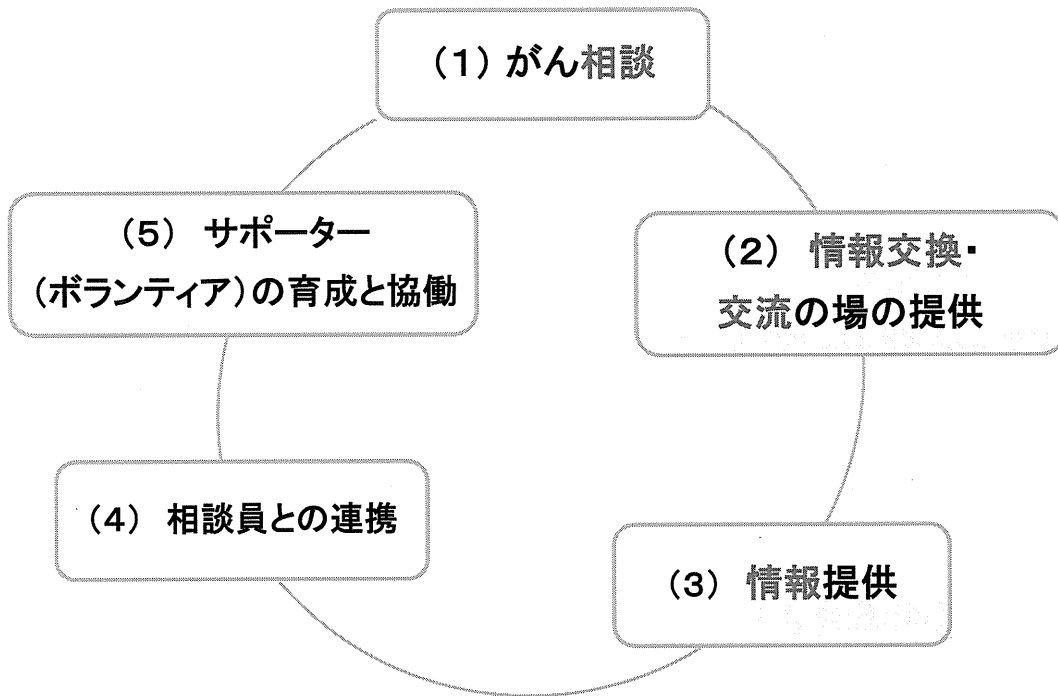 (1) がん相談
(2) 情報交換・
交流の場の提供
(3) 情報提供
(4) 相談員との連携
(5) サポーター
(ボランティア)の育成と協働